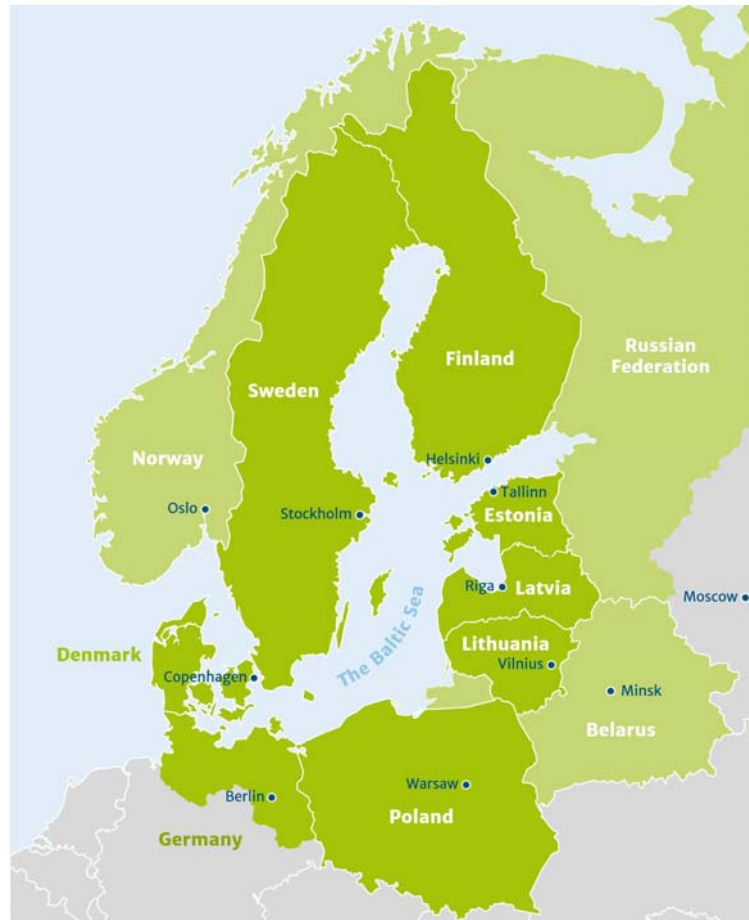 Finland
Russian
Federation
Sweden
Norway
Helsinki
Tallinn
Oslo
Stockholm
Estonia
Riga
Latvia
Moscow
The Baltic Sea
Lithuania
Denmark
Vilnius
Copenhagen
Minsk
Belarus
Warsaw
Berlin
Poland
Germany